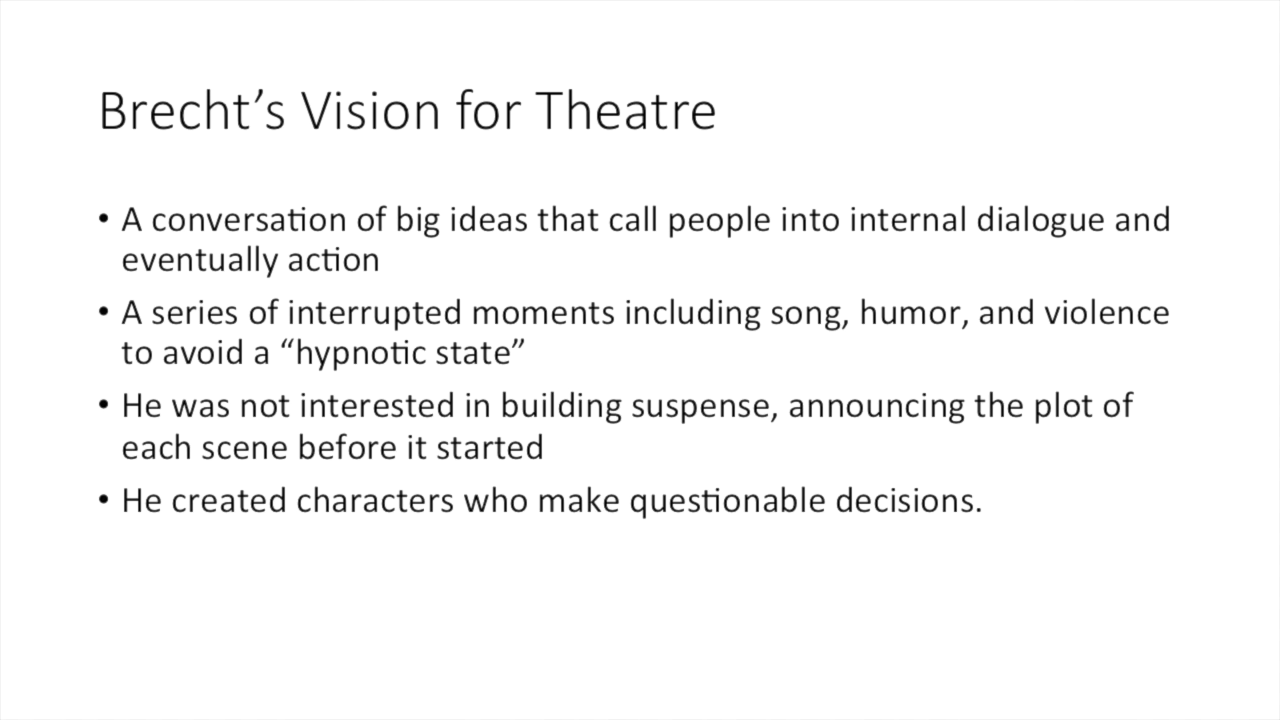 Brecht’s Vision for Theatre
• A conversation of big ideas that call people into internal dialogue and
eventually action
• A series of interrupted moments including song, humor, and violence
to avoid a “hypnotic state”
• He was not interested in building suspense, announcing the plot of
each scene before it started
• He created characters who make questionable decisions.